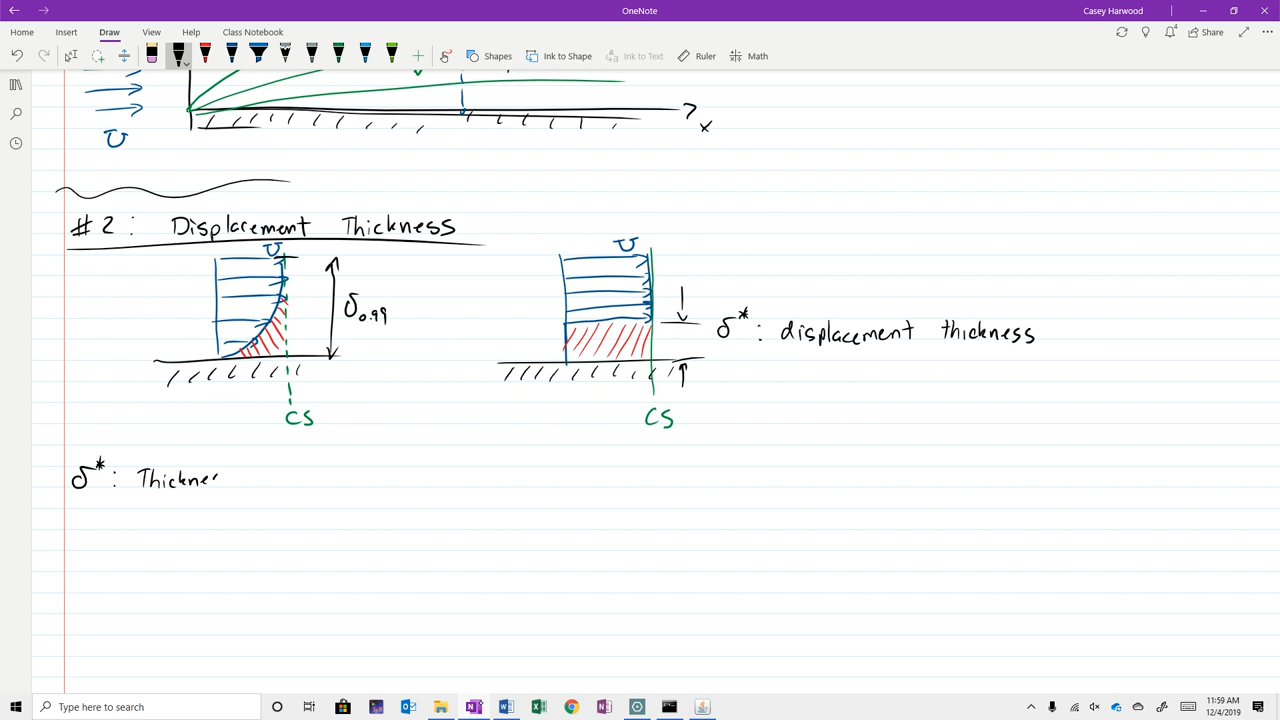 OneNote
Casey Harwood
Home Insert Draw View Help Class Notebook
Share
Shapes Ink to Shape Ink to Text Ruler Math
U
x
#2: Displacement Thickness
U
U
δ0.99
δ*: displacement thickness
CS
CS
δ*: Thicknes
Type here to search
11:59 AM
12/4/2019